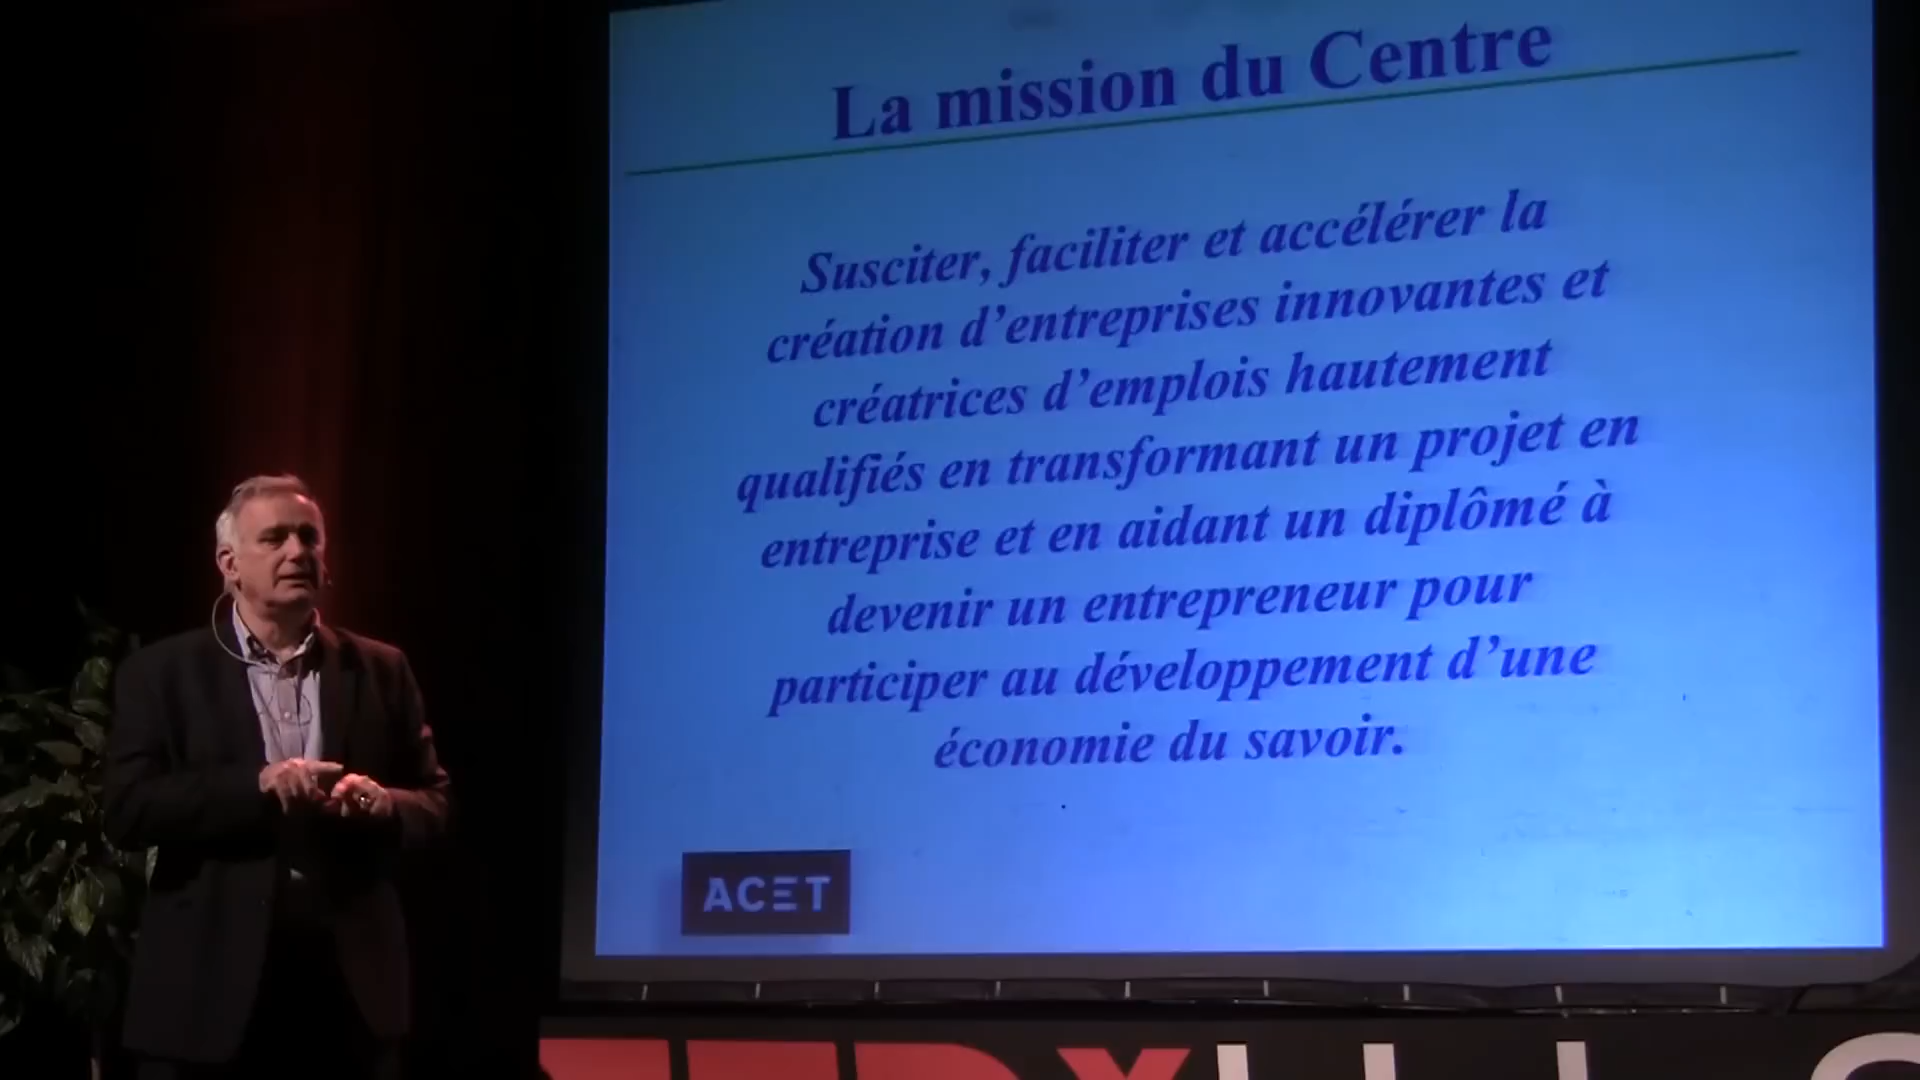 La mission du Centre
Susciter, faciliter et accélérer la
création d’entreprises innovantes et
créatrices d’emplois hautement
qualifiés en transformant un projet en
entreprise et en aidant un diplômé à
devenir un entrepreneur pour
participer au développement d’une
économie du savoir.
ACET
TEDx